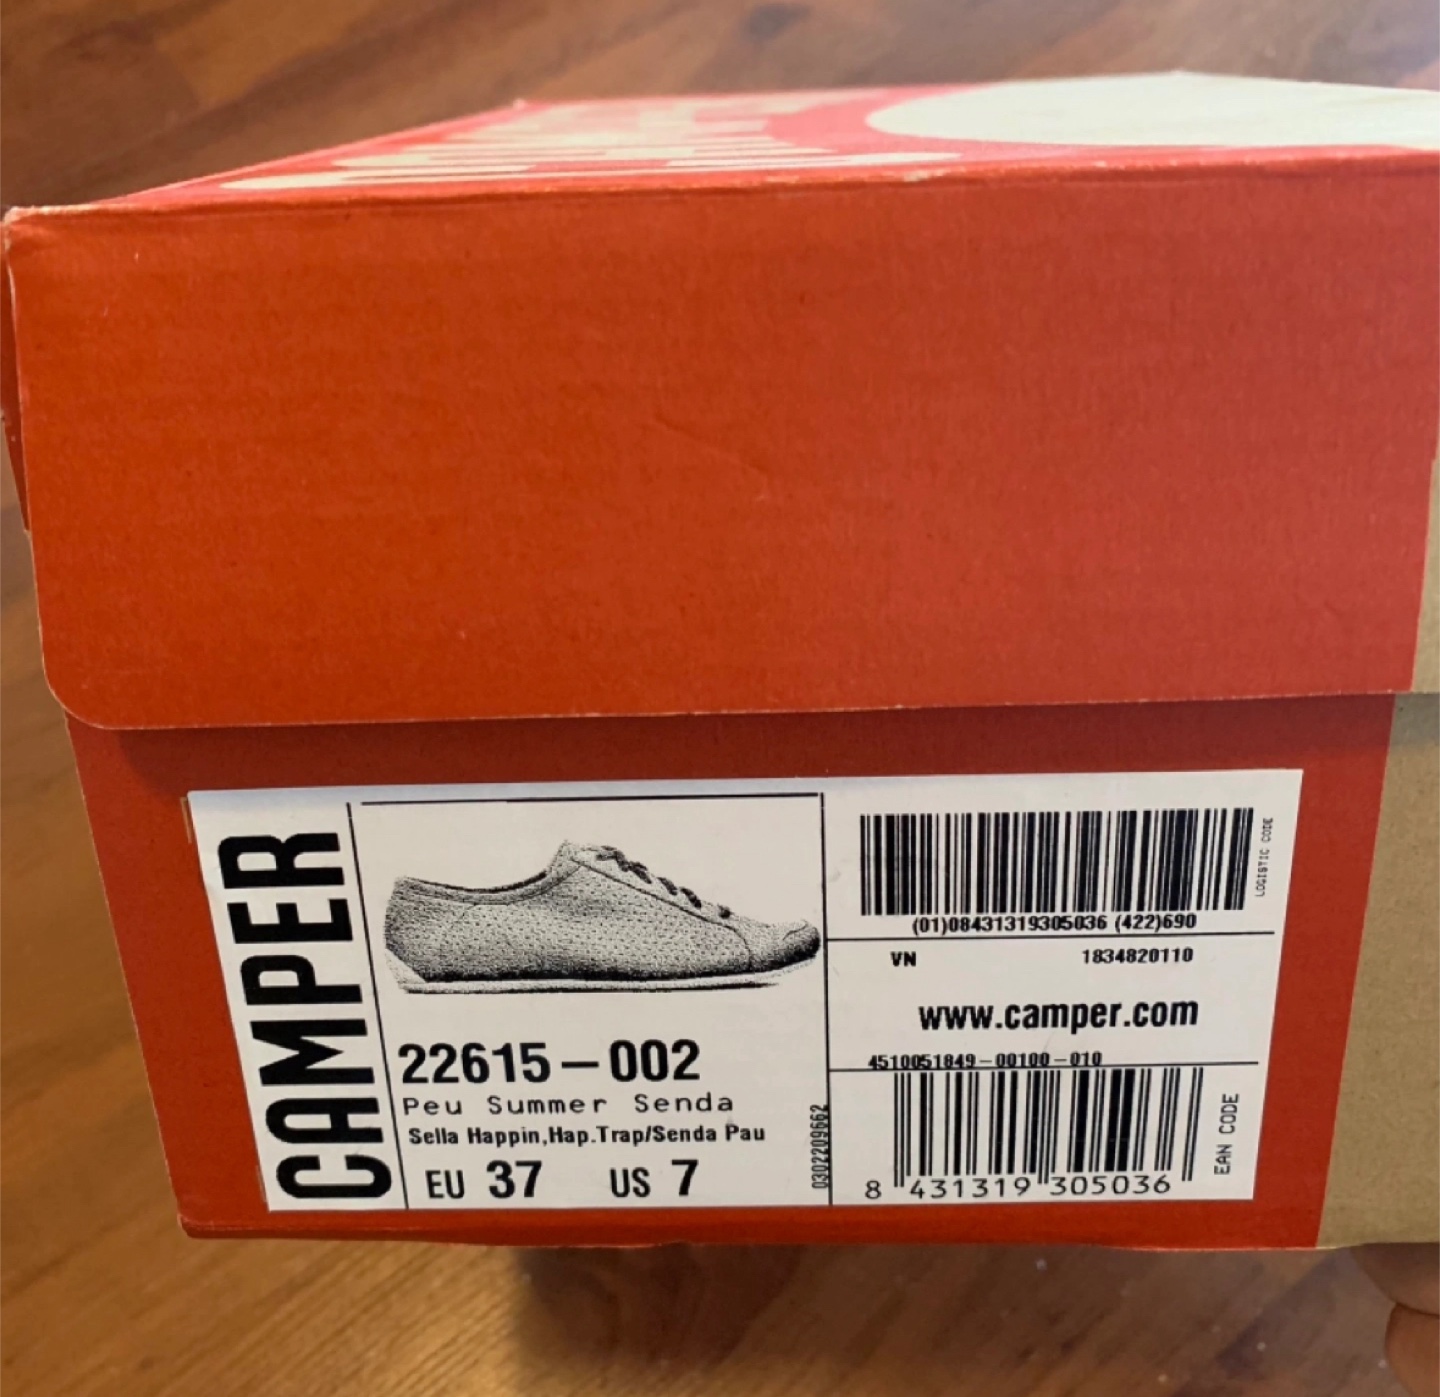 CAMPER
22615-002
Peu Summer Senda
Sella Happin,Hap.Trap/Senda Pau
EU 37 US 7
0302209662
(01)08431319305036 (422)690
LOGISTIC CODE
VN 1834820110
www.camper.com
4510051849-00100-010
8 431319 305036
EAN CODE